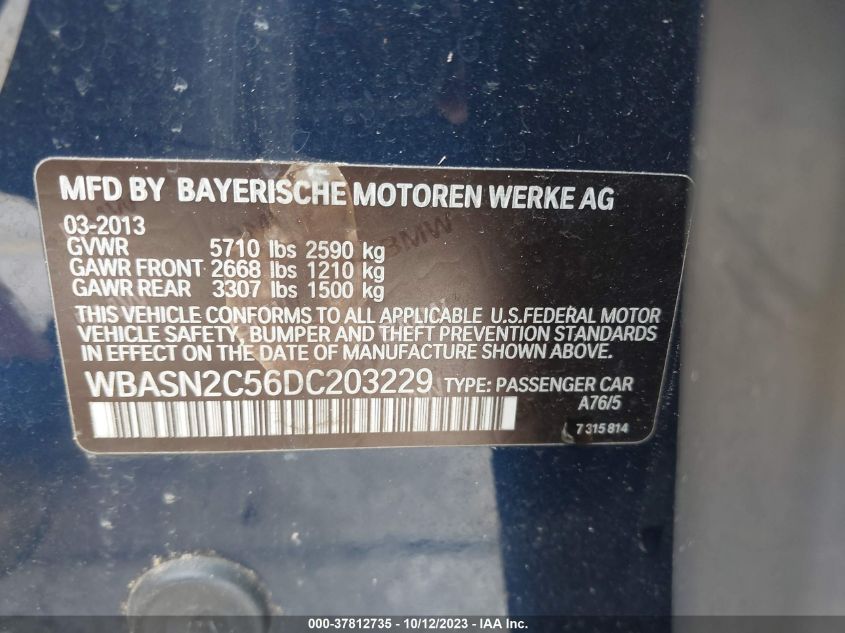 MFD BY BAYERISCHE MOTOREN WERKE AG
03-2013
GVWR 5710 lbs 2590 kg
GAWR FRONT 2668 lbs 1210 kg
GAWR REAR 3307 lbs 1500 kg
THIS VEHICLE CONFORMS TO ALL APPLICABLE U.S.FEDERAL MOTOR
VEHICLE SAFETY, BUMPER AND THEFT PREVENTION STANDARDS
IN EFFECT ON THE DATE OF MANUFACTURE SHOWN ABOVE.
WBASN2C56DC203229 TYPE: PASSENGER CAR
A76/5
7 315 814
BMW
000-37812735 - 10/12/2023 - IAA Inc.